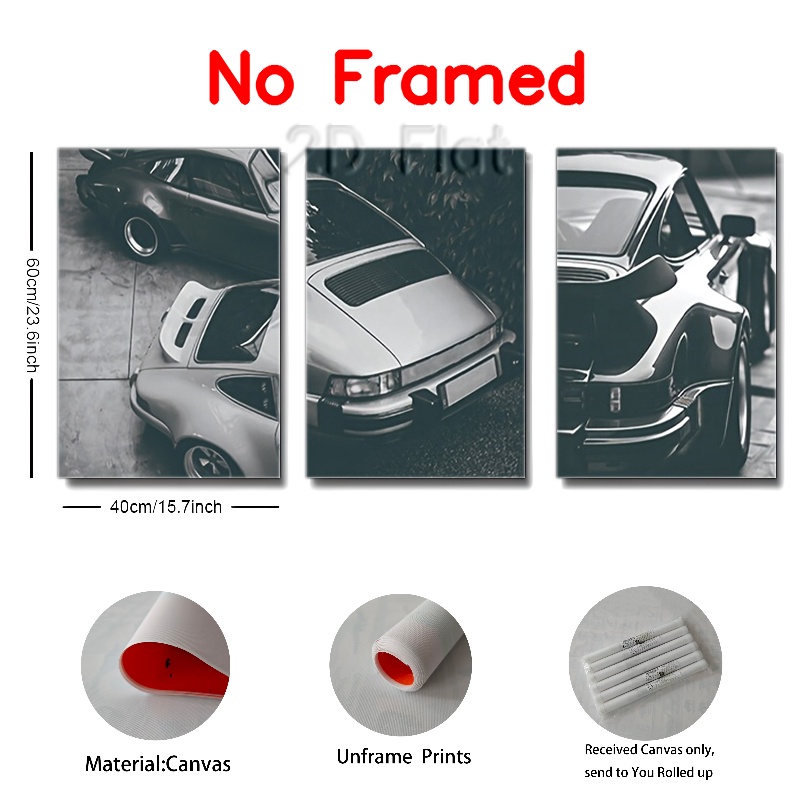 No Framed
2D Flat
60cm/23.6inch
40cm/15.7inch
Material:Canvas
Unframe Prints
Received Canvas only,
send to You Rolled up